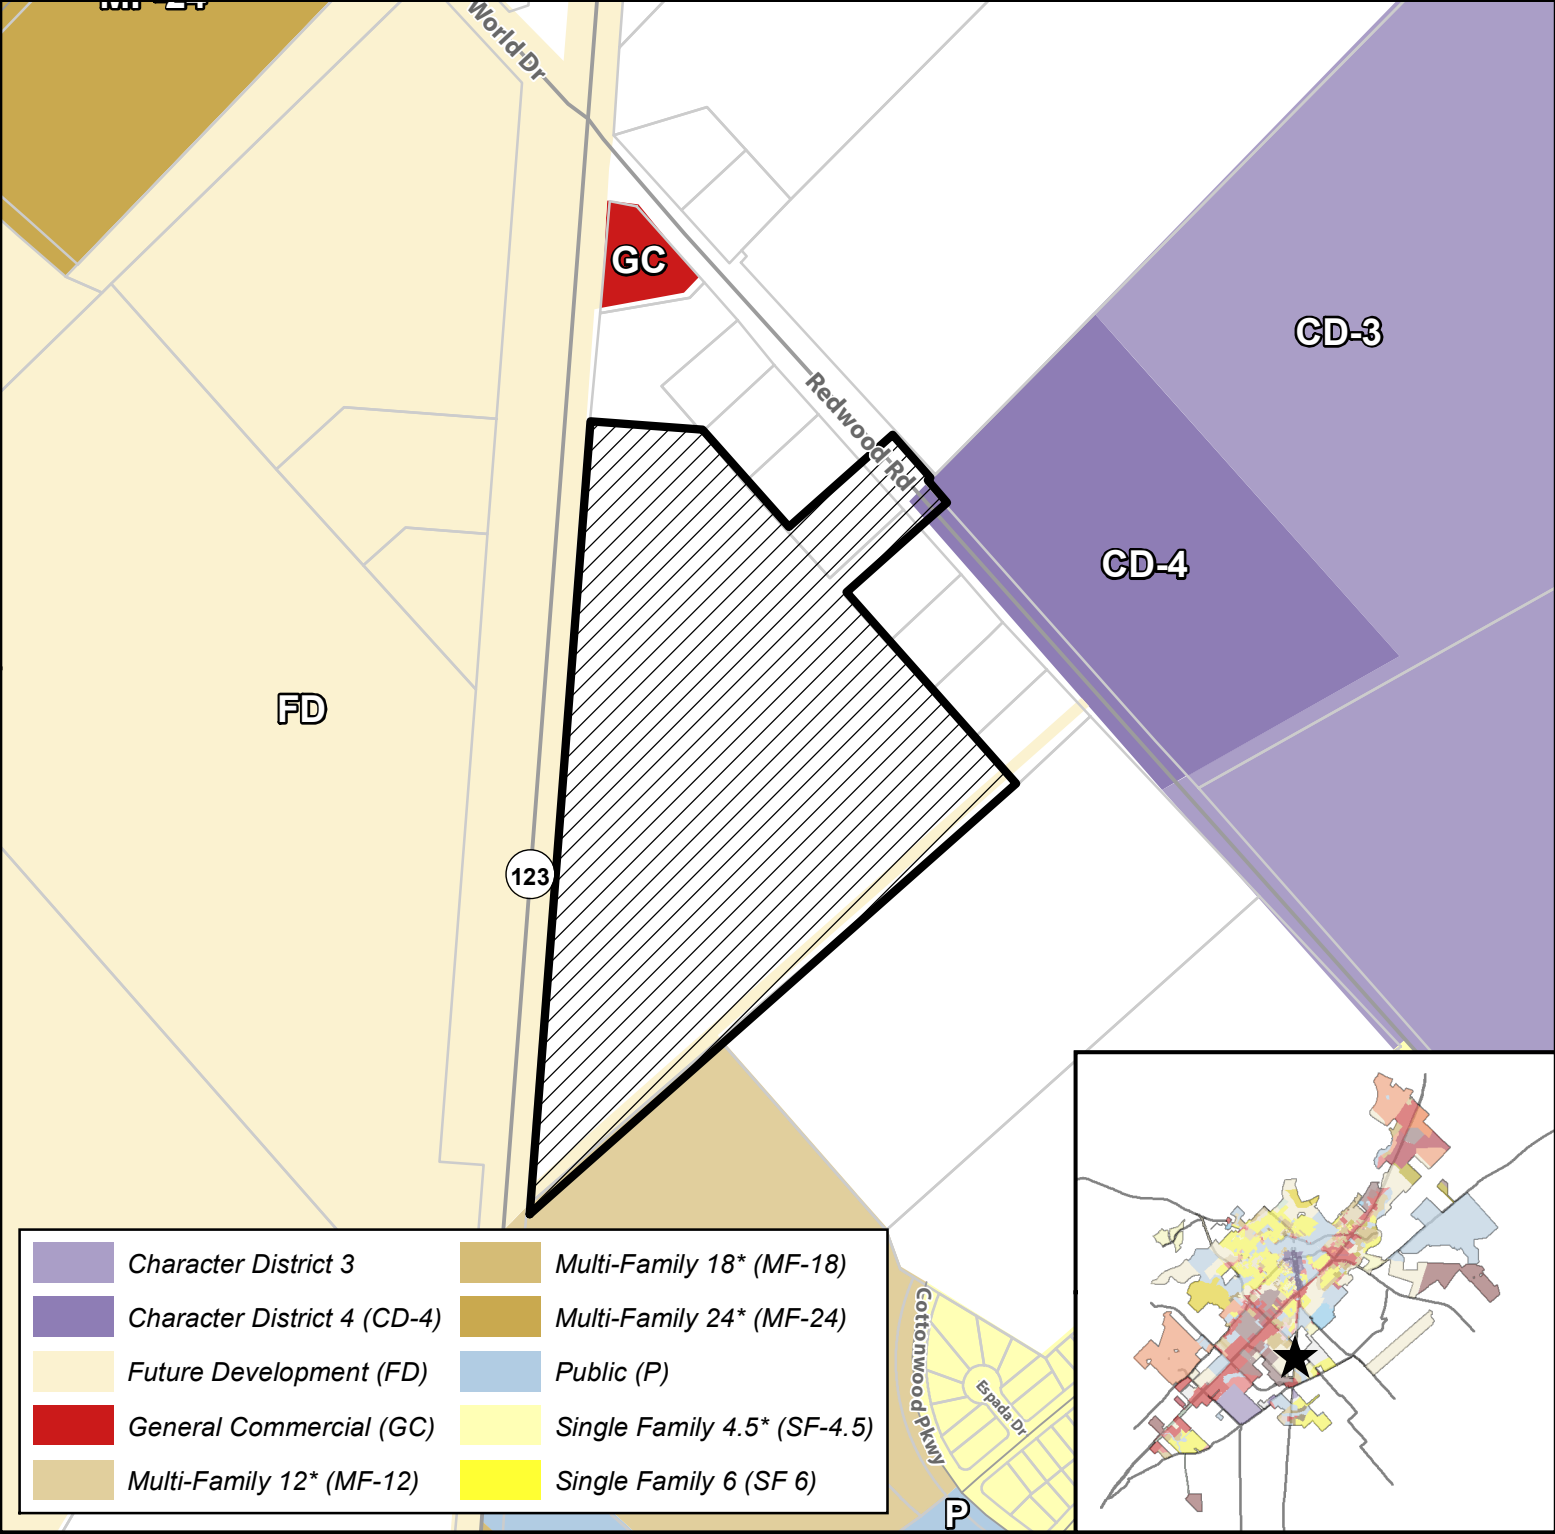 MF-24
World Dr
GC
CD-3
Redwood Rd
CD-4
FD
123
Character District 3
Character District 4 (CD-4)
Future Development (FD)
General Commercial (GC)
Multi-Family 12* (MF-12)
Multi-Family 18* (MF-18)
Multi-Family 24* (MF-24)
Public (P)
Single Family 4.5* (SF-4.5)
Single Family 6 (SF 6)
Cottonwood Pkwy
Espada Dr
P